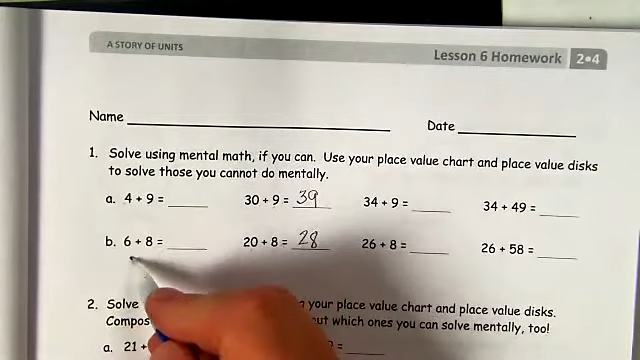 A STORY OF UNITS
Lesson 6 Homework 2•4
Name
Date
1. Solve using mental math, if you can. Use your place value chart and place value disks
to solve those you cannot do mentally.
a. 4 + 9 = 30 + 9 = 39 34 + 9 = 34 + 49 =
b. 6 + 8 = 20 + 8 = 28 26 + 8 = 26 + 58 =
2. Solve your place value chart and place value disks.
Compos which ones you can solve mentally, too!
a. 21 + =